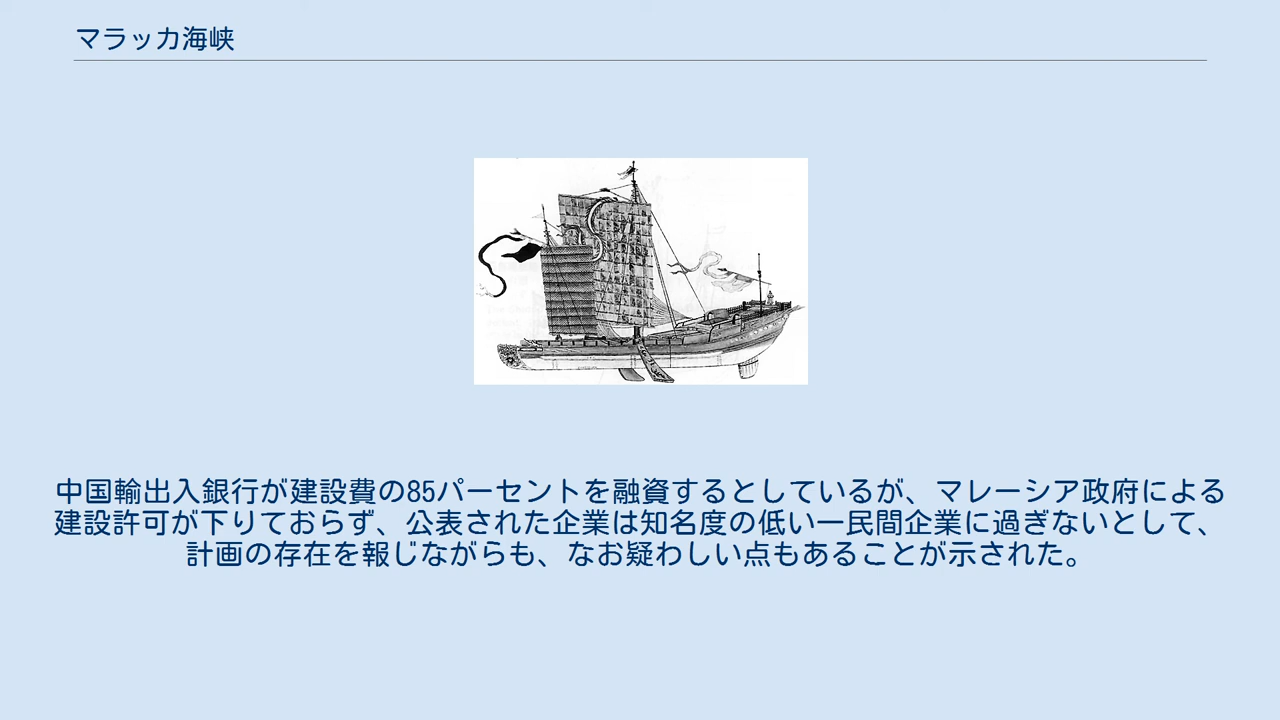 マラッカ海峡
中国輸出入銀行が建設費の85パーセントを融資するとしているが、マレーシア政府による
建設許可が下りておらず、公表された企業は知名度の低い一民間企業に過ぎないとして、
計画の存在を報じながらも、なお疑わしい点もあることが示された。